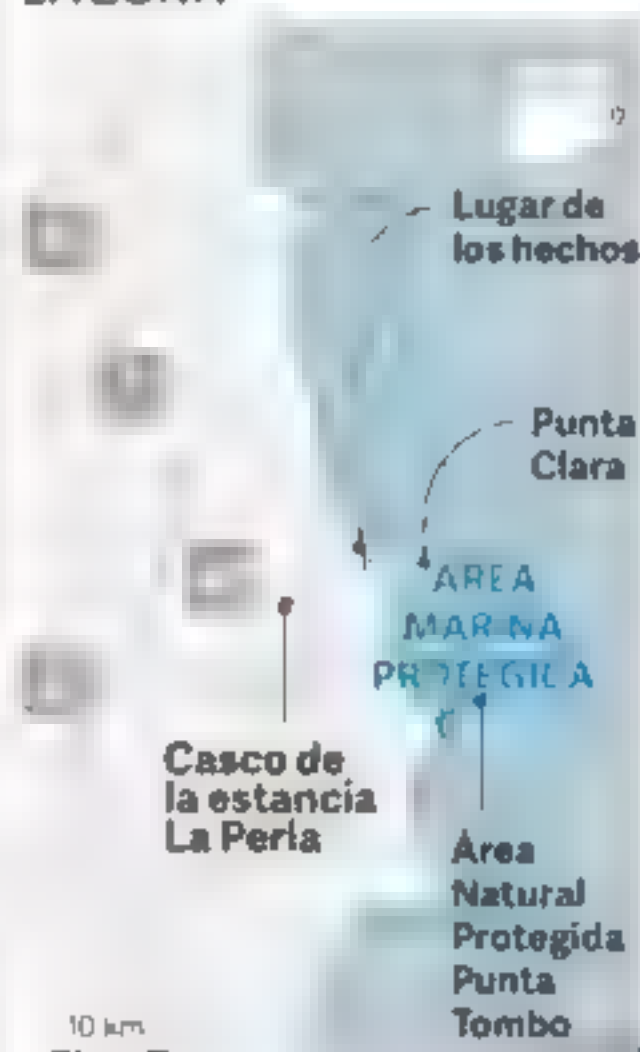 Lugar de
los hechos
Punta
Clara
AREA
MARINA
Casco de
la estancia
La Perla
Área
Natural
Protegida
Punta
Tombo
10 km